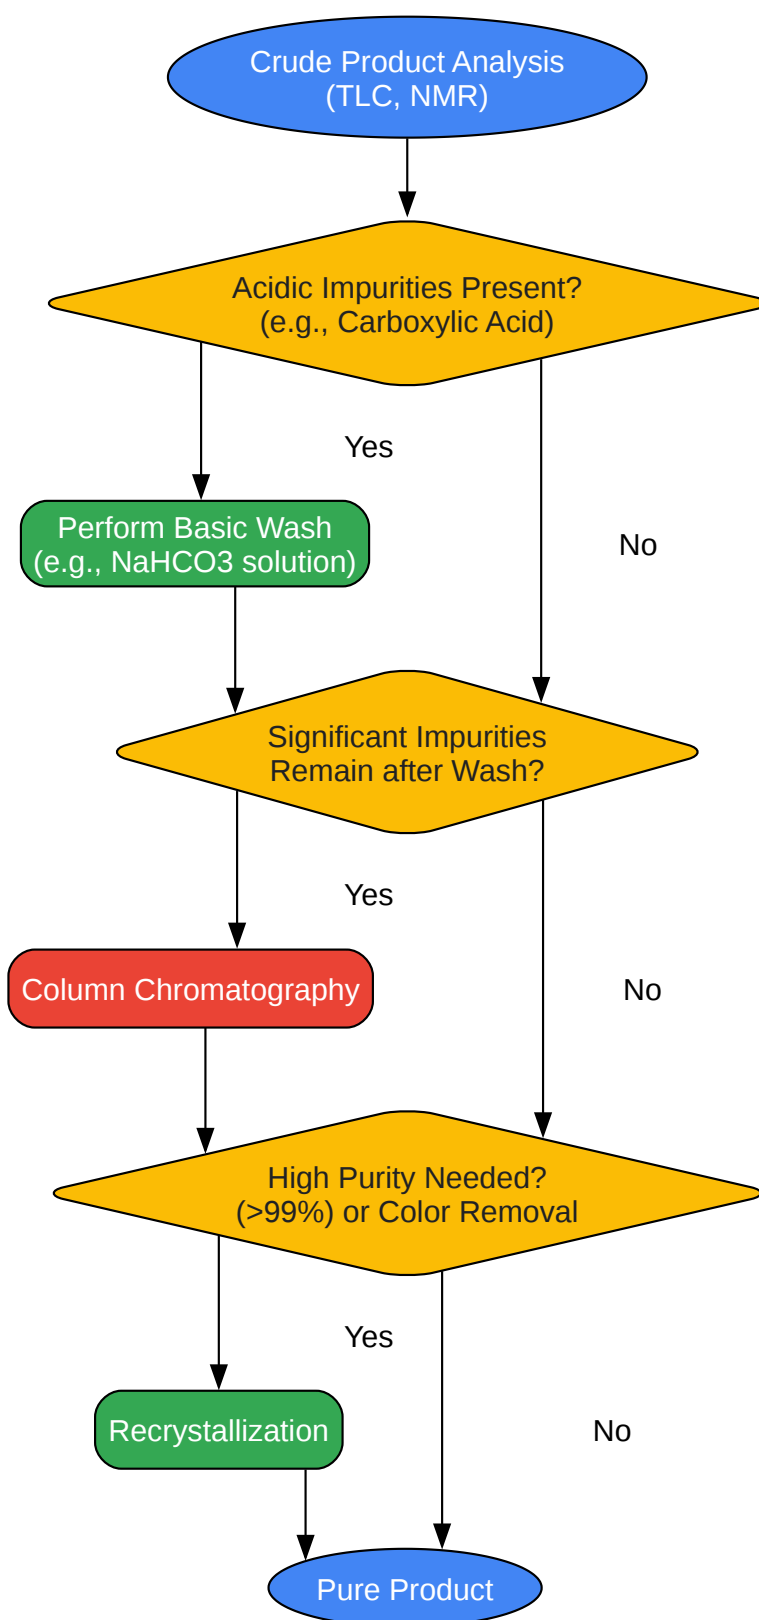 Crude Product Analysis
(TLC, NMR)
Acidic Impurities Present?
(e.g., Carboxylic Acid)
Yes
Perform Basic Wash
(e.g., NaHCO3 solution)
No
Significant Impurities
Remain after Wash?
Yes
Column Chromatography
No
High Purity Needed?
(>99%) or Color Removal
Yes
Recrystallization
No
Pure Product